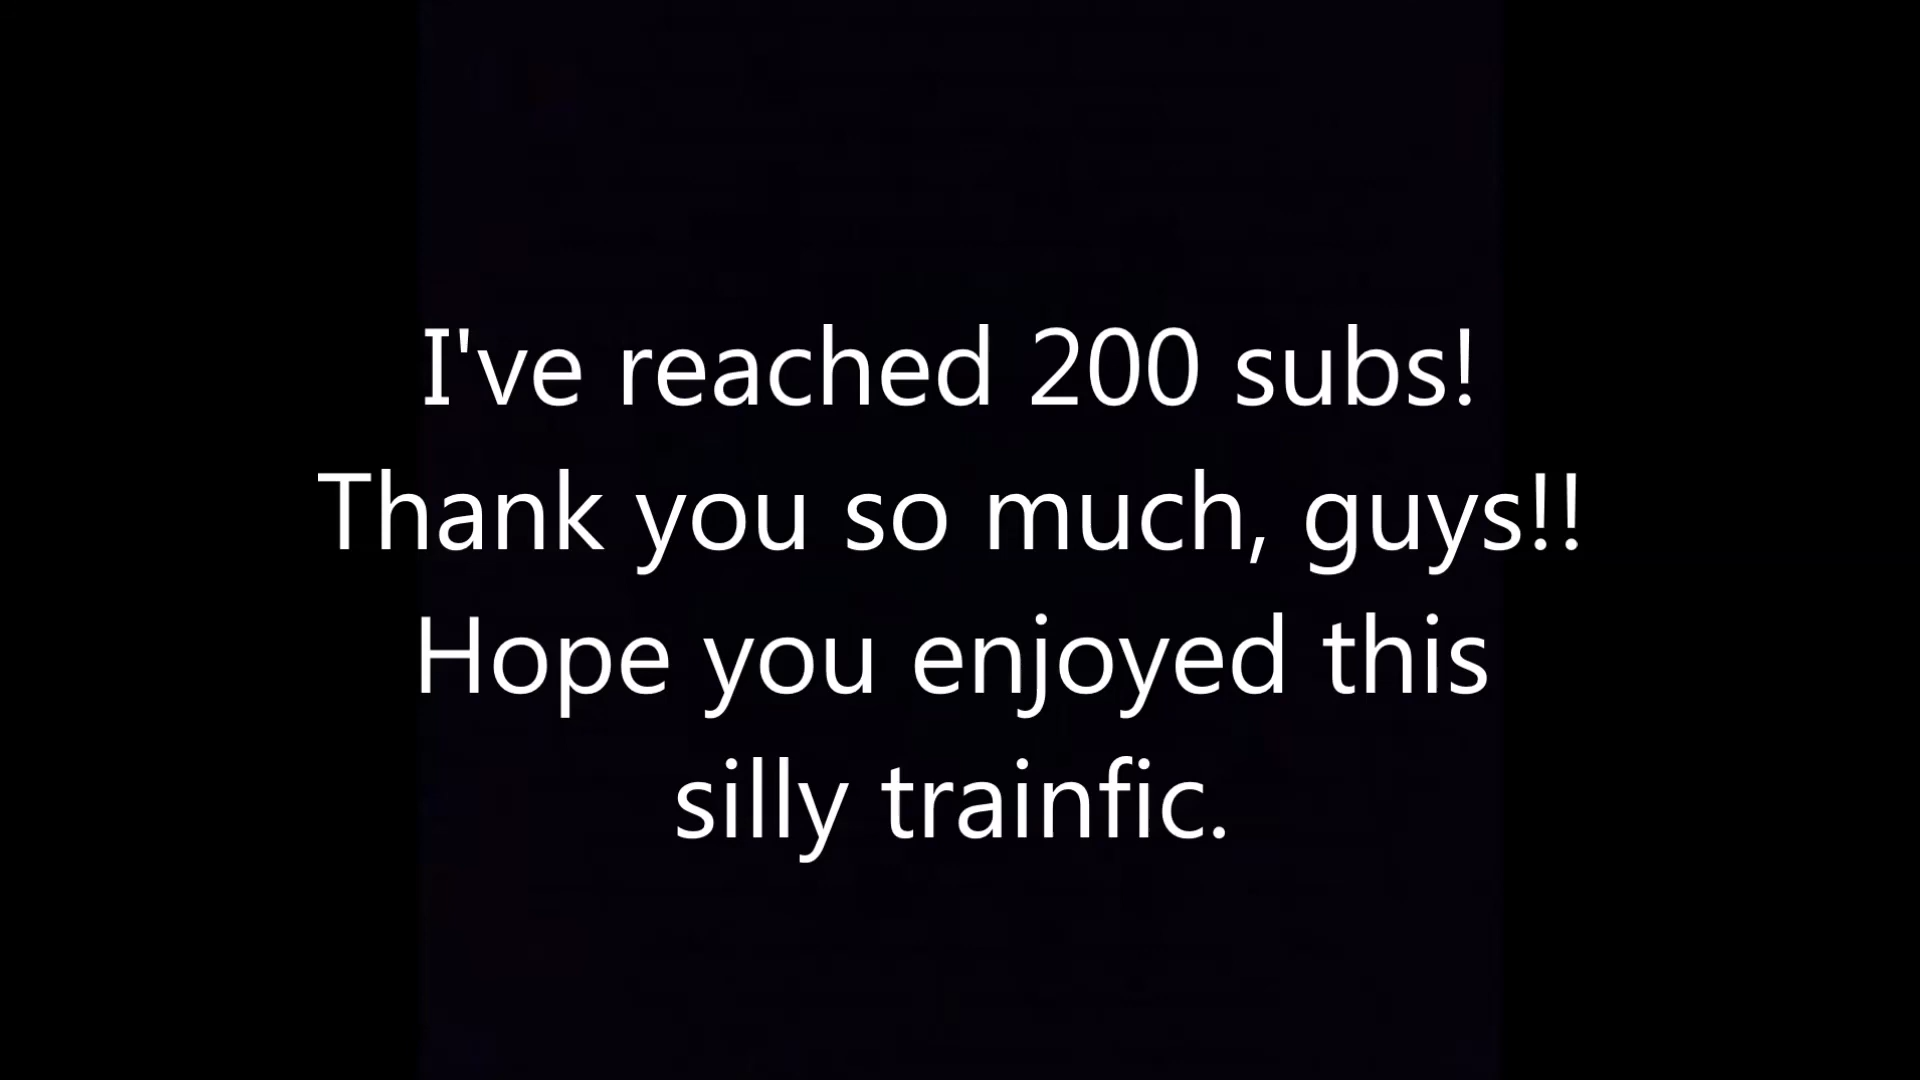 I've reached 200 subs!
Thank you so much, guys!!
Hope you enjoyed this
silly trainfic.